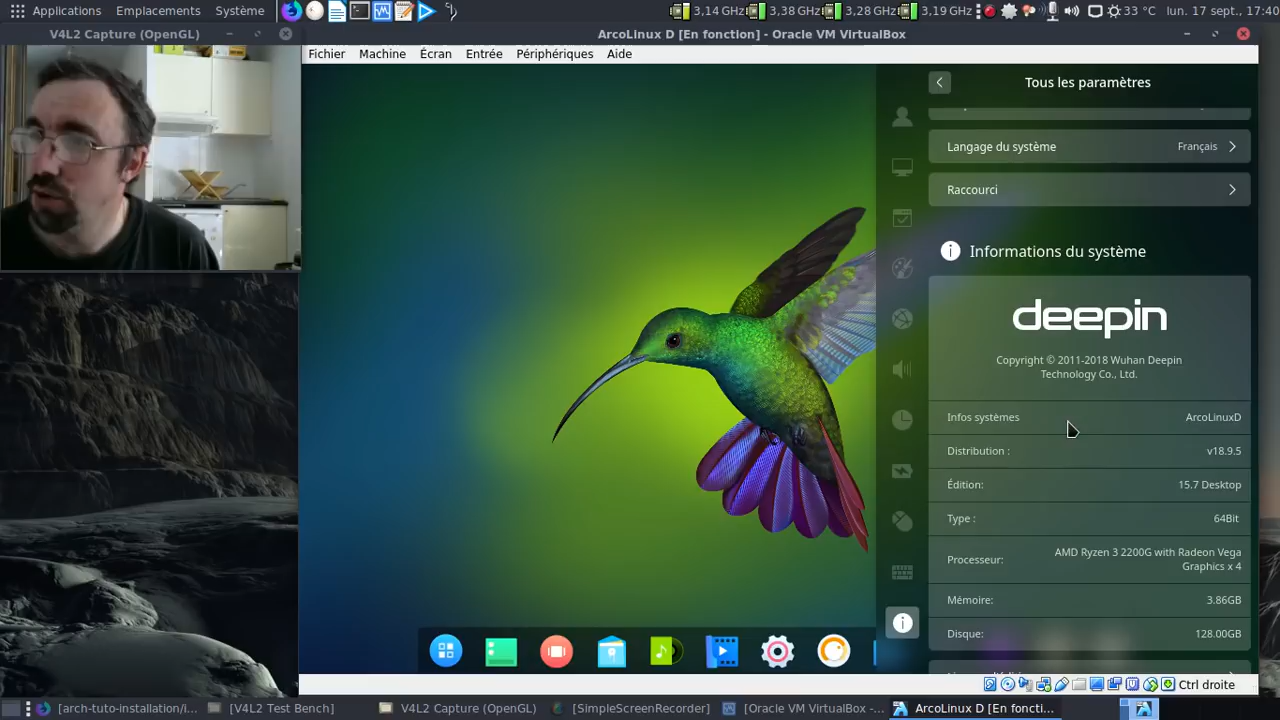 Applications Emplacements Système 3,14 GHz 3,38 GHz 3,28 GHz 3,19 GHz 33 °C lun. 17 sept., 17:40
V4L2 Capture (OpenGL)
ArcoLinux D [En fonction] - Oracle VM VirtualBox
Fichier Machine Écran Entrée Périphériques Aide
Tous les paramètres
Langage du système Français
Raccourci
Informations du système
deepin
Copyright © 2011-2018 Wuhan Deepin
Technology Co., Ltd.
Infos systèmes ArcoLinuxD
Distribution : v18.9.5
Édition: 15.7 Desktop
Type : 64Bit
Processeur: AMD Ryzen 3 2200G with Radeon Vega
Graphics x 4
Mémoire: 3.86GB
Disque: 128.00GB
Ctrl droite
[arch-tuto-installation/i... [V4L2 Test Bench] V4L2 Capture (OpenGL) [SimpleScreenRecorder] [Oracle VM VirtualBox -... ArcoLinux D [En foncti...